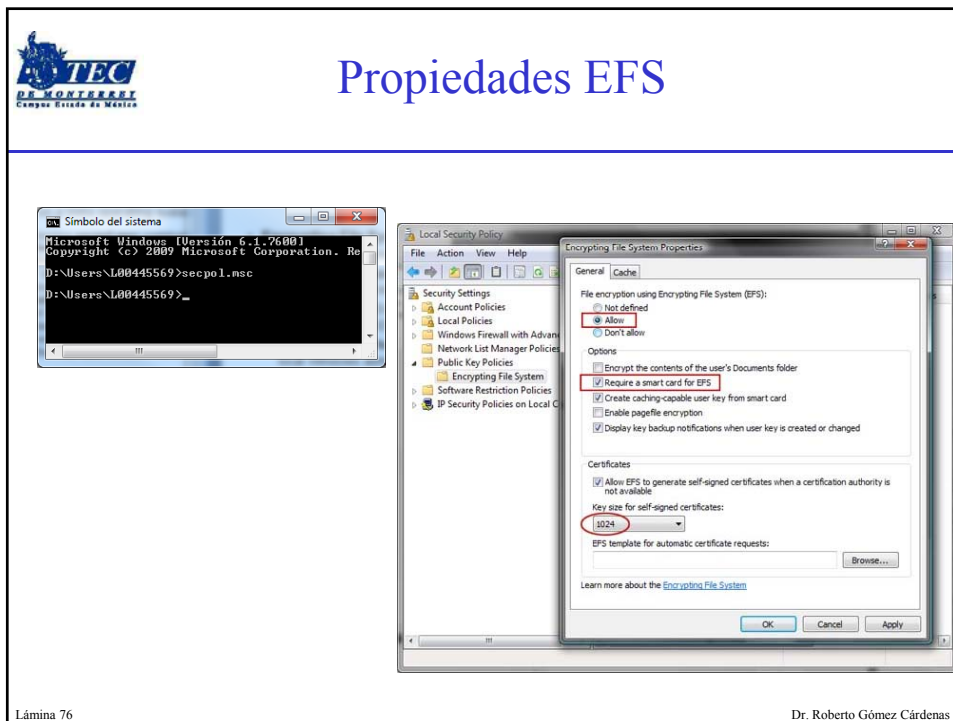 TEC
DE MONTERREY
Campus Estado de México
Propiedades EFS
Símbolo del sistema
Microsoft Windows [Versión 6.1.7600]
Copyright (c) 2009 Microsoft Corporation. Re
D:\Users\L00445569>secpol.msc
D:\Users\L00445569>_
Local Security Policy
File Action View Help
Security Settings
Account Policies
Local Policies
Windows Firewall with Advan
Network List Manager Policies
Public Key Policies
Encrypting File System
Software Restriction Policies
IP Security Policies on Local C
Encrypting File System Properties
General Cache
File encryption using Encrypting File System (EFS):
Not defined
Allow
Don't allow
Options
Encrypt the contents of the user's Documents folder
Require a smart card for EFS
Create caching-capable user key from smart card
Enable pagefile encryption
Display key backup notifications when user key is created or changed
Certificates
Allow EFS to generate self-signed certificates when a certification authority is
not available
Key size for self-signed certificates:
1024
EFS template for automatic certificate requests:
Browse...
Learn more about the Encrypting File System
OK Cancel Apply
Lámina 76
Dr. Roberto Gómez Cárdenas